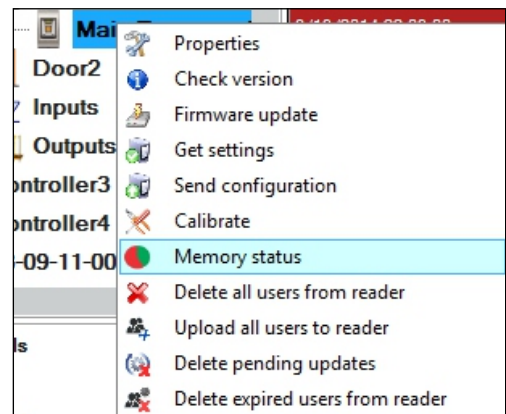 Mai
Properties
Door2
Check version
Inputs
Firmware update
Outputs
Get settings
ontroller3
Send configuration
ontroller4
Calibrate
-09-11-00
Memory status
Delete all users from reader
ls
Upload all users to reader
Delete pending updates
Delete expired users from reader